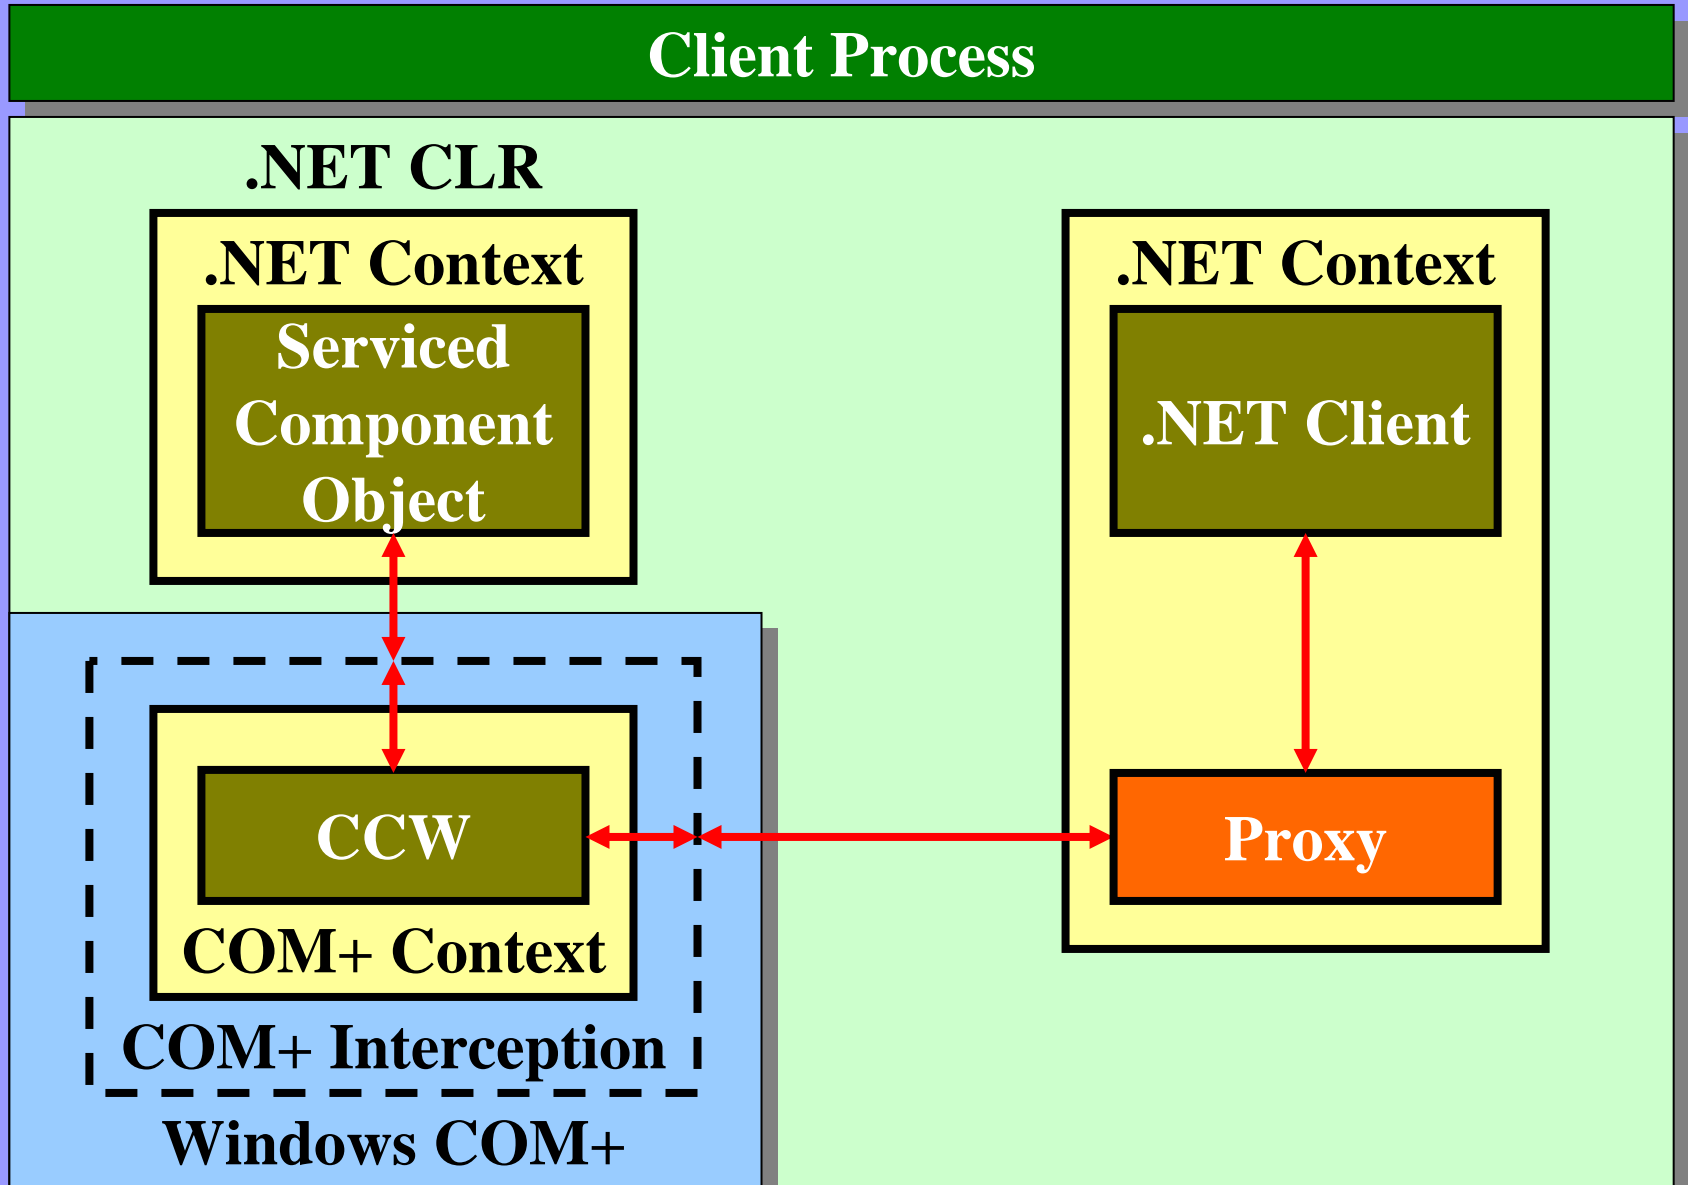 Client Process
.NET CLR
.NET Context
Serviced
Component
Object
.NET Context
.NET Client
CCW
Proxy
COM+ Context
COM+ Interception
Windows COM+